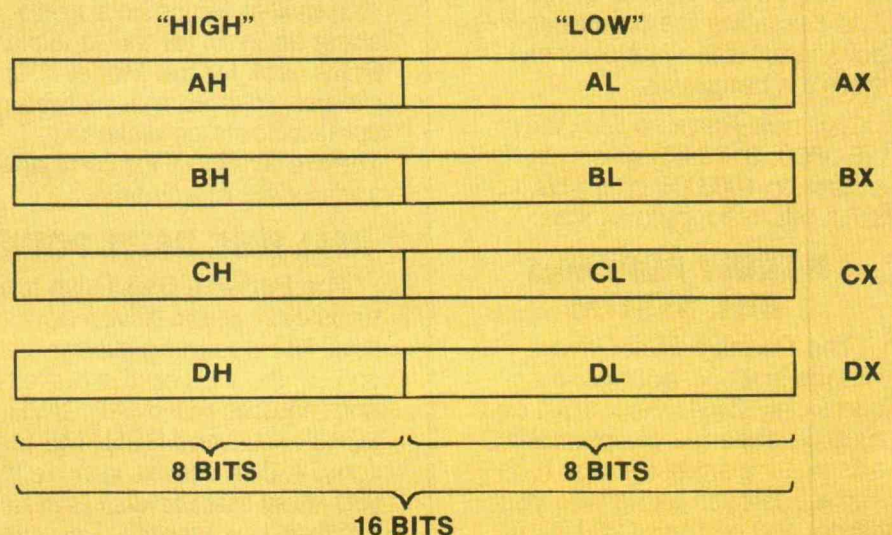 “HIGH” “LOW”
AH AL AX
BH BL BX
CH CL CX
DH DL DX
8 BITS 8 BITS
16 BITS